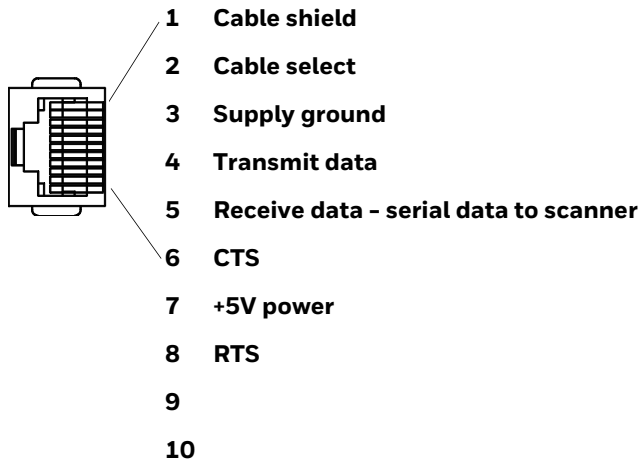 1 Cable shield
2 Cable select
3 Supply ground
4 Transmit data
5 Receive data - serial data to scanner
6 CTS
7 +5V power
8 RTS
9
10